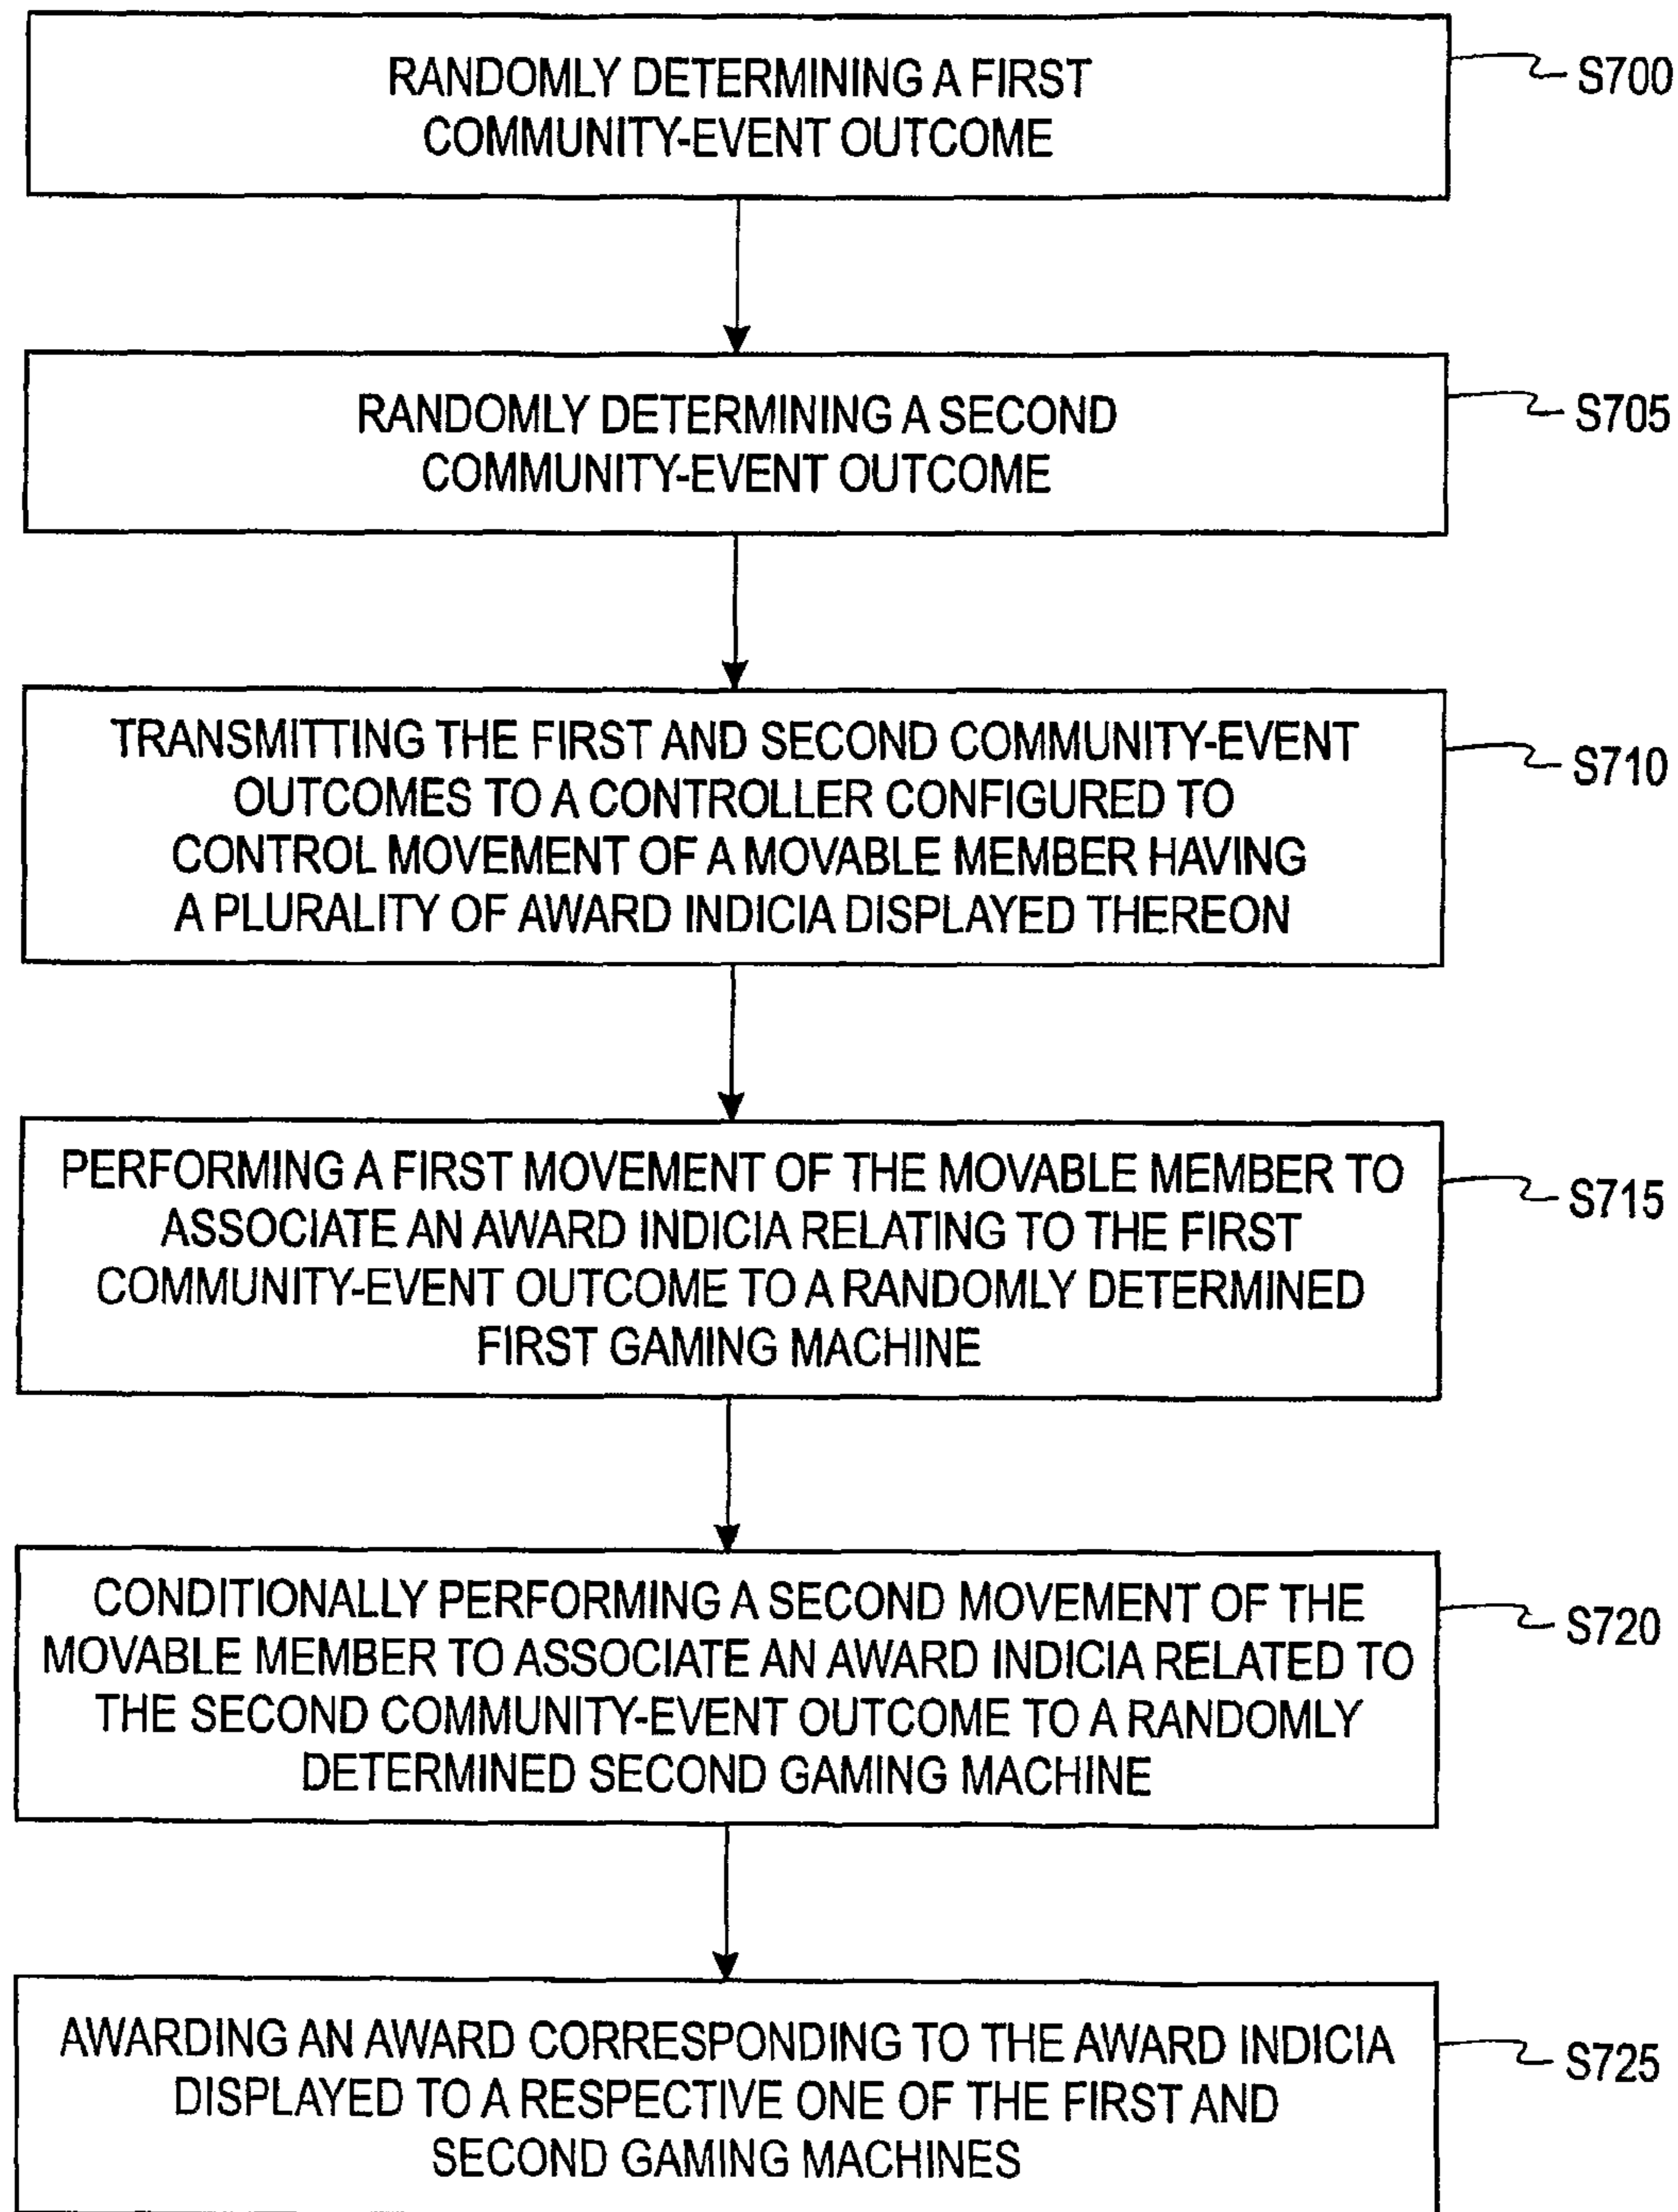 RANDOMLY DETERMINING A FIRST
COMMUNITY-EVENT OUTCOME
S700
RANDOMLY DETERMINING A SECOND
COMMUNITY-EVENT OUTCOME
S705
TRANSMITTING THE FIRST AND SECOND COMMUNITY-EVENT
OUTCOMES TO A CONTROLLER CONFIGURED TO
CONTROL MOVEMENT OF A MOVABLE MEMBER HAVING
A PLURALITY OF AWARD INDICIA DISPLAYED THEREON
S710
PERFORMING A FIRST MOVEMENT OF THE MOVABLE MEMBER TO
ASSOCIATE AN AWARD INDICIA RELATING TO THE FIRST
COMMUNITY-EVENT OUTCOME TO A RANDOMLY DETERMINED
FIRST GAMING MACHINE
S715
CONDITIONALLY PERFORMING A SECOND MOVEMENT OF THE
MOVABLE MEMBER TO ASSOCIATE AN AWARD INDICIA RELATED TO
THE SECOND COMMUNITY-EVENT OUTCOME TO A RANDOMLY
DETERMINED SECOND GAMING MACHINE
S720
AWARDING AN AWARD CORRESPONDING TO THE AWARD INDICIA
DISPLAYED TO A RESPECTIVE ONE OF THE FIRST AND
SECOND GAMING MACHINES
S725